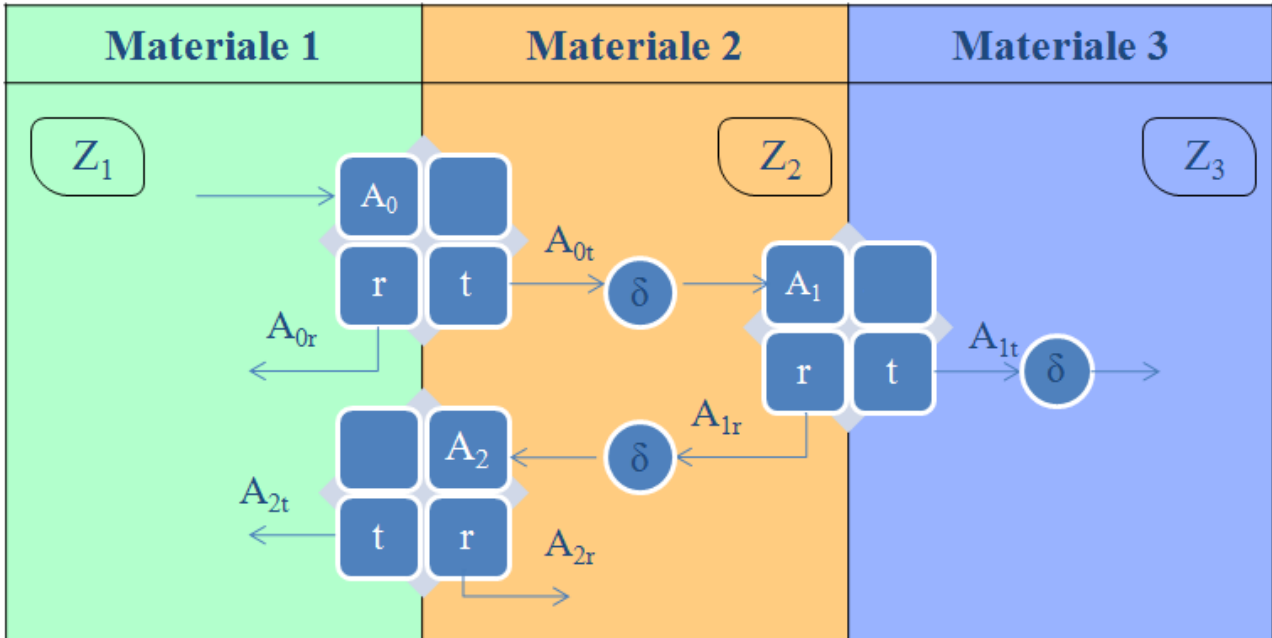 Materiale 1 Materiale 2 Materiale 3
Z₁ Z₂ Z₃
A₀
A₀t
r t δ A₁
A₀r
A₁t
r t δ
A₁r
A₂ δ
A₂t
t r
A₂r